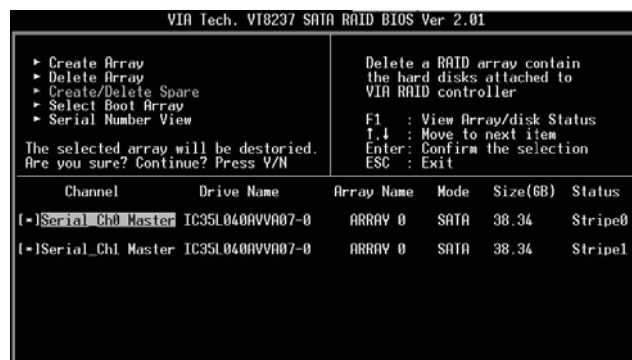 VIA Tech. VT8237 SATA RAID BIOS Ver 2.01
► Create Array
► Delete Array
► Create/Delete Spare
► Select Boot Array
► Serial Number View
The selected array will be destoried.
Are you sure? Continue? Press Y/N
Delete a RAID array contain
the hard disks attached to
VIA RAID controller
F1 : View Array/disk Status
↑,↓ : Move to next item
Enter: Confirm the selection
ESC : Exit
Channel Drive Name Array Name Mode Size(GB) Status
[*]Serial_Ch0 Master IC35L040AVVA07-0 ARRAY 0 SATA 38.34 Stripe0
[*]Serial_Ch1 Master IC35L040AVVA07-0 ARRAY 0 SATA 38.34 Stripe1